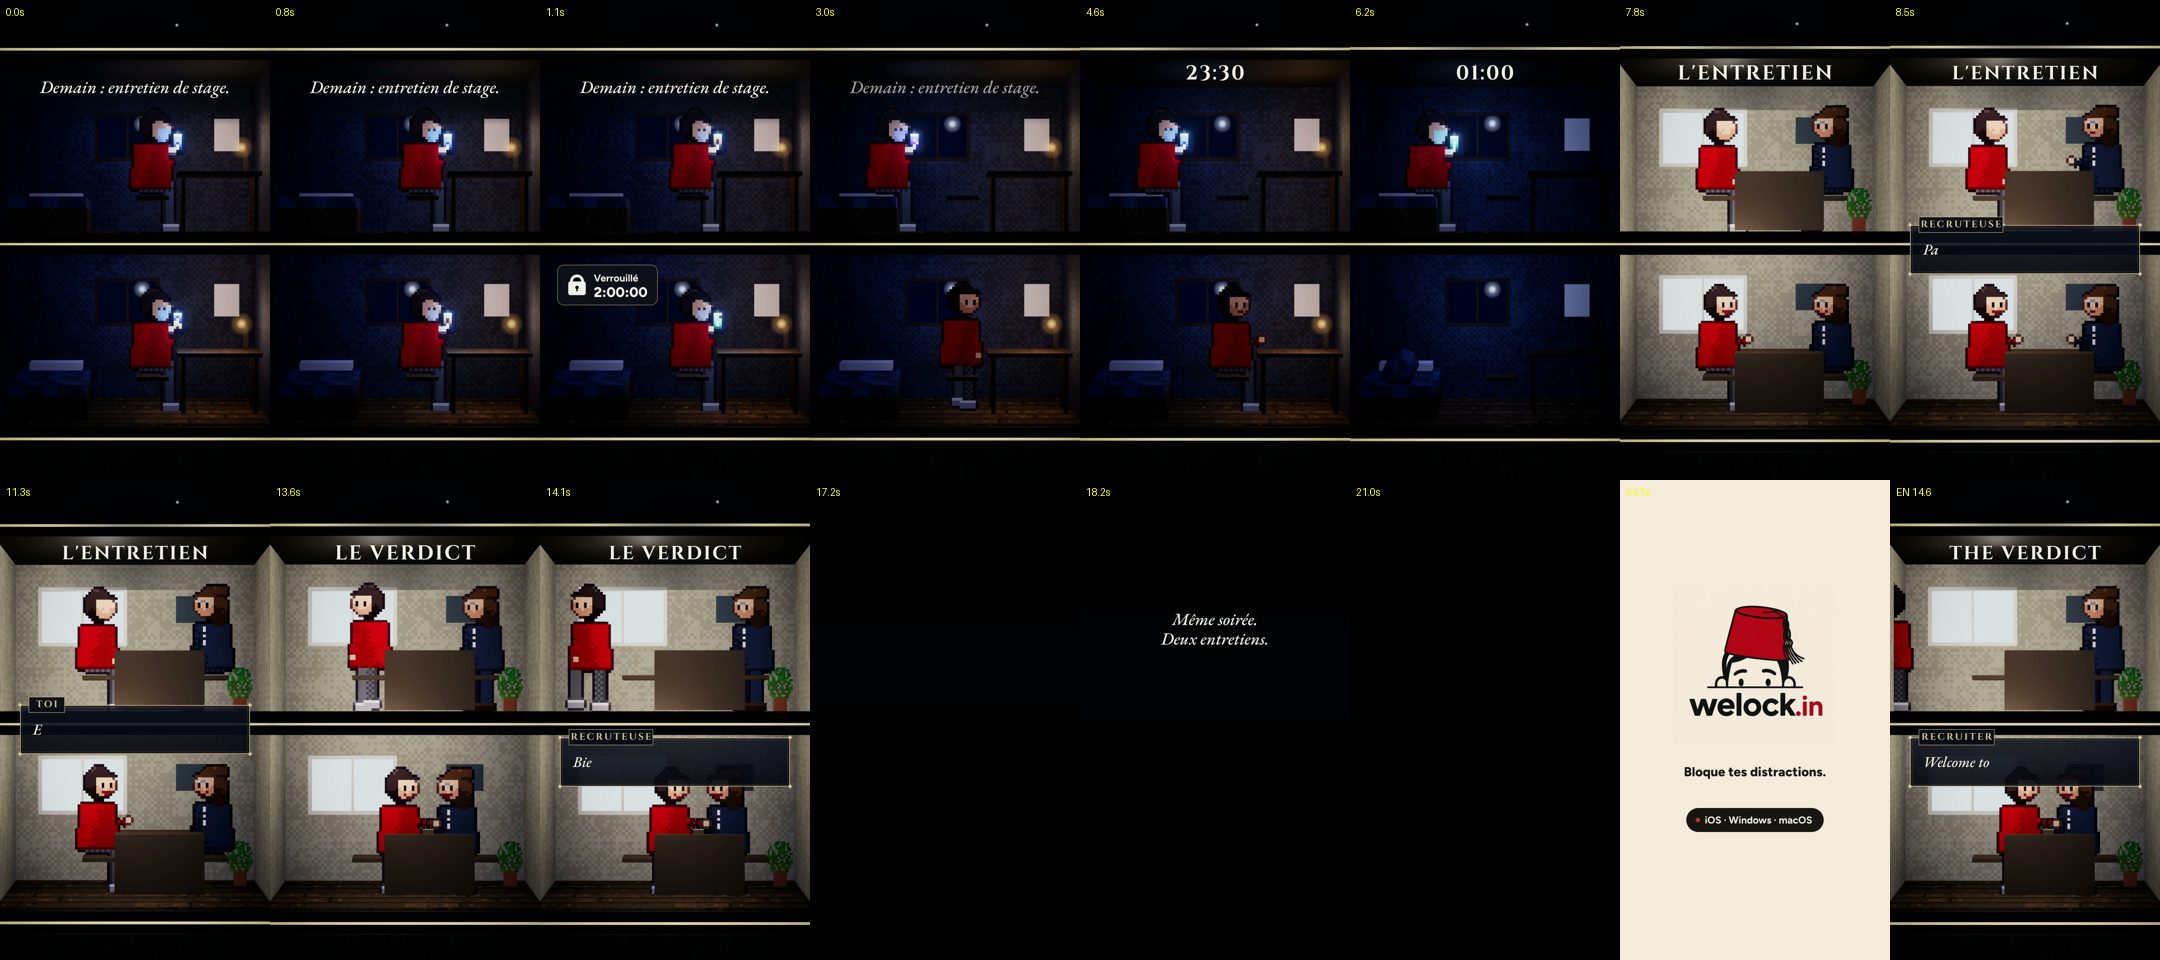 0.0s
0.8s
1.1s
3.0s
4.6s
6.2s
7.8s
8.5s
Demain : entretien de stage.
Demain : entretien de stage.
Demain : entretien de stage.
Demain : entretien de stage.
23:30
01:00
L'ENTRETIEN
L'ENTRETIEN
RECRUTEUSE
Pa
Verrouillé
2:00:00
11.3s
13.6s
14.1s
17.2s
18.2s
21.0s
24.1s
EN 14.6
L'ENTRETIEN
LE VERDICT
LE VERDICT
THE VERDICT
Même soirée.
Deux entretiens.
TOI
E
RECRUTEUSE
Bie
welock.in
Bloque tes distractions.
iOS · Windows · macOS
RECRUITER
Welcome to